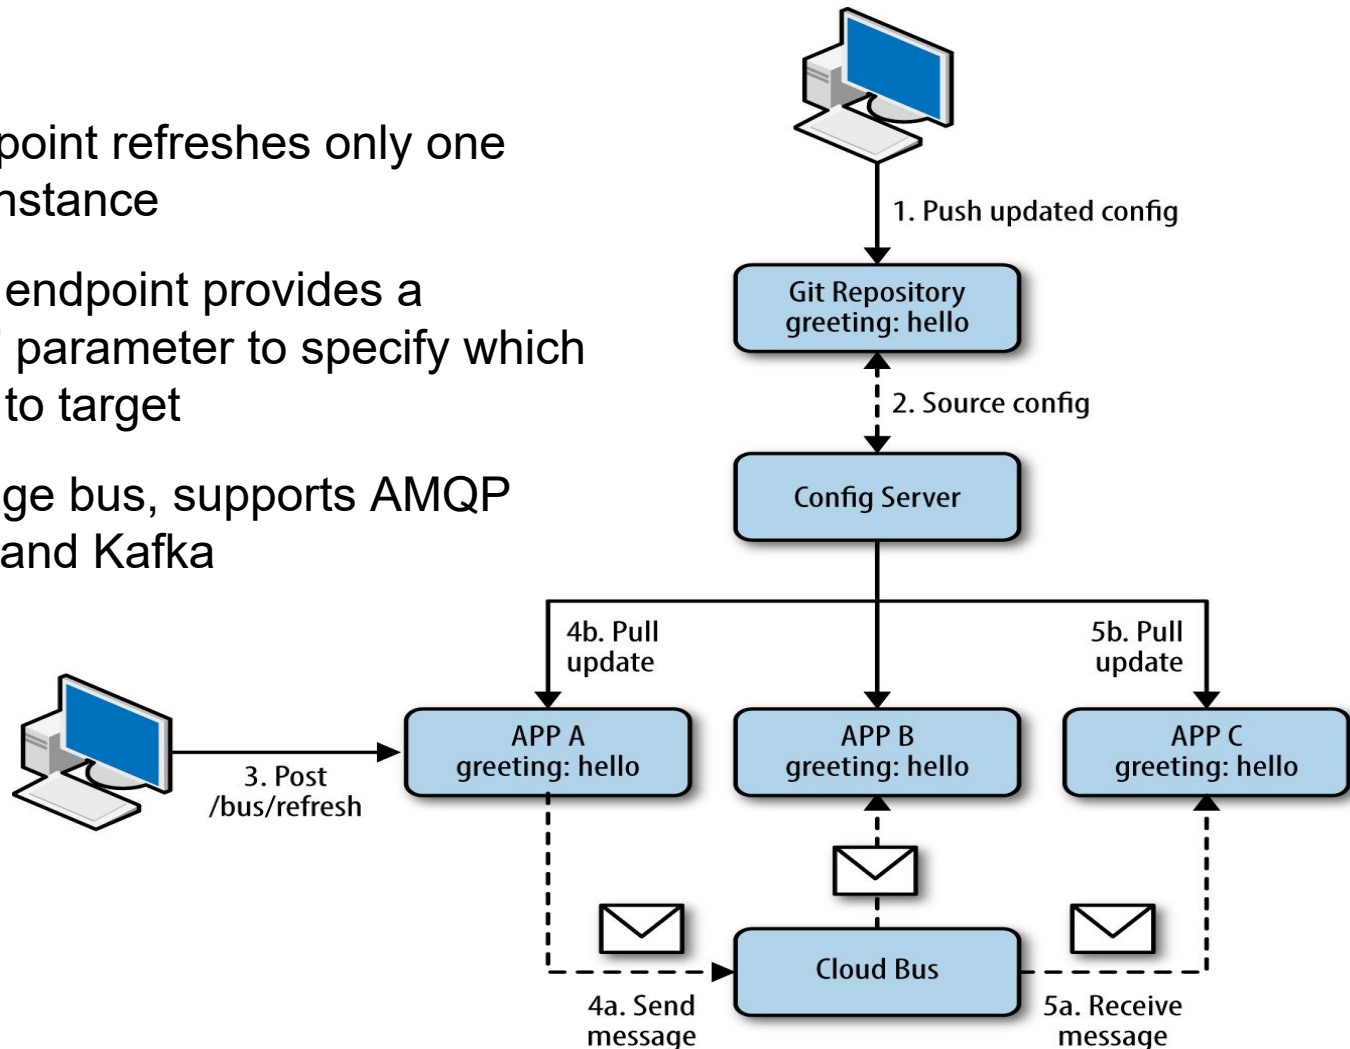 point refreshes only one
nstance
endpoint provides a
' parameter to specify which
to target
ge bus, supports AMQP
and Kafka
1. Push updated config
Git Repository
greeting: hello
2. Source config
Config Server
4b. Pull
update
5b. Pull
update
APP A
greeting: hello
APP B
greeting: hello
APP C
greeting: hello
3. Post
/bus/refresh
Cloud Bus
4a. Send
message
5a. Receive
message